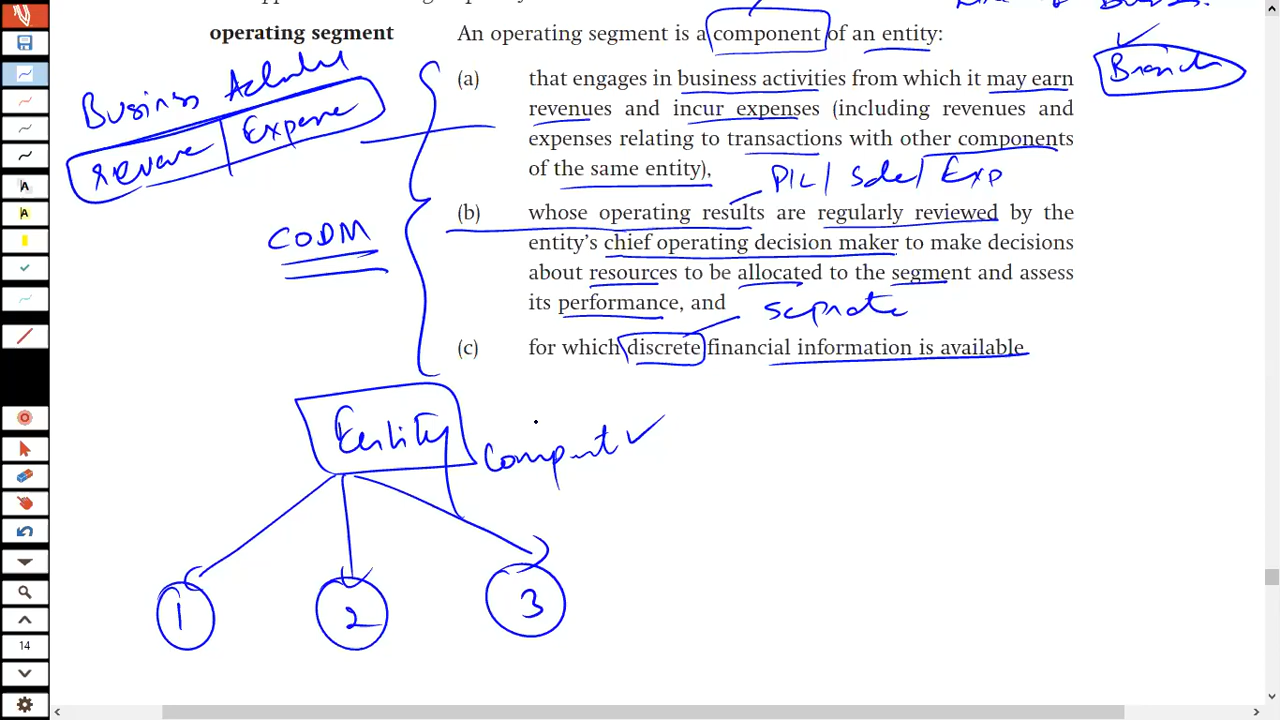 operating segment
An operating segment is a component of an entity:
Branch
(a) that engages in business activities from which it may earn
revenues and incur expenses (including revenues and
expenses relating to transactions with other components
of the same entity),
Business
Revenue Expense
P/L / Sale / Exp
(b) whose operating results are regularly reviewed by the
entity's chief operating decision maker to make decisions
about resources to be allocated to the segment and assess
its performance, and
CODM
seprate
(c) for which discrete financial information is available
Entity
1 2 3
14